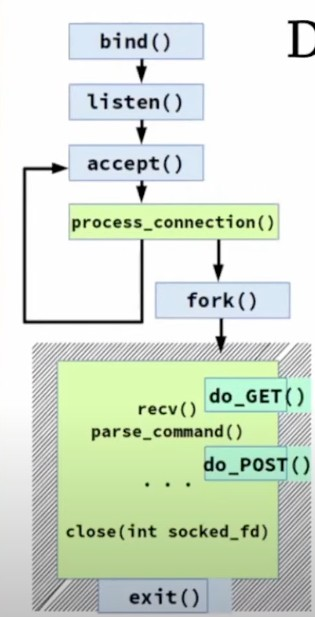 D
bind()
listen()
accept()
process_connection()
fork()
do_GET()
recv()
parse_command()
do_POST()
...
close(int socked_fd)
exit()